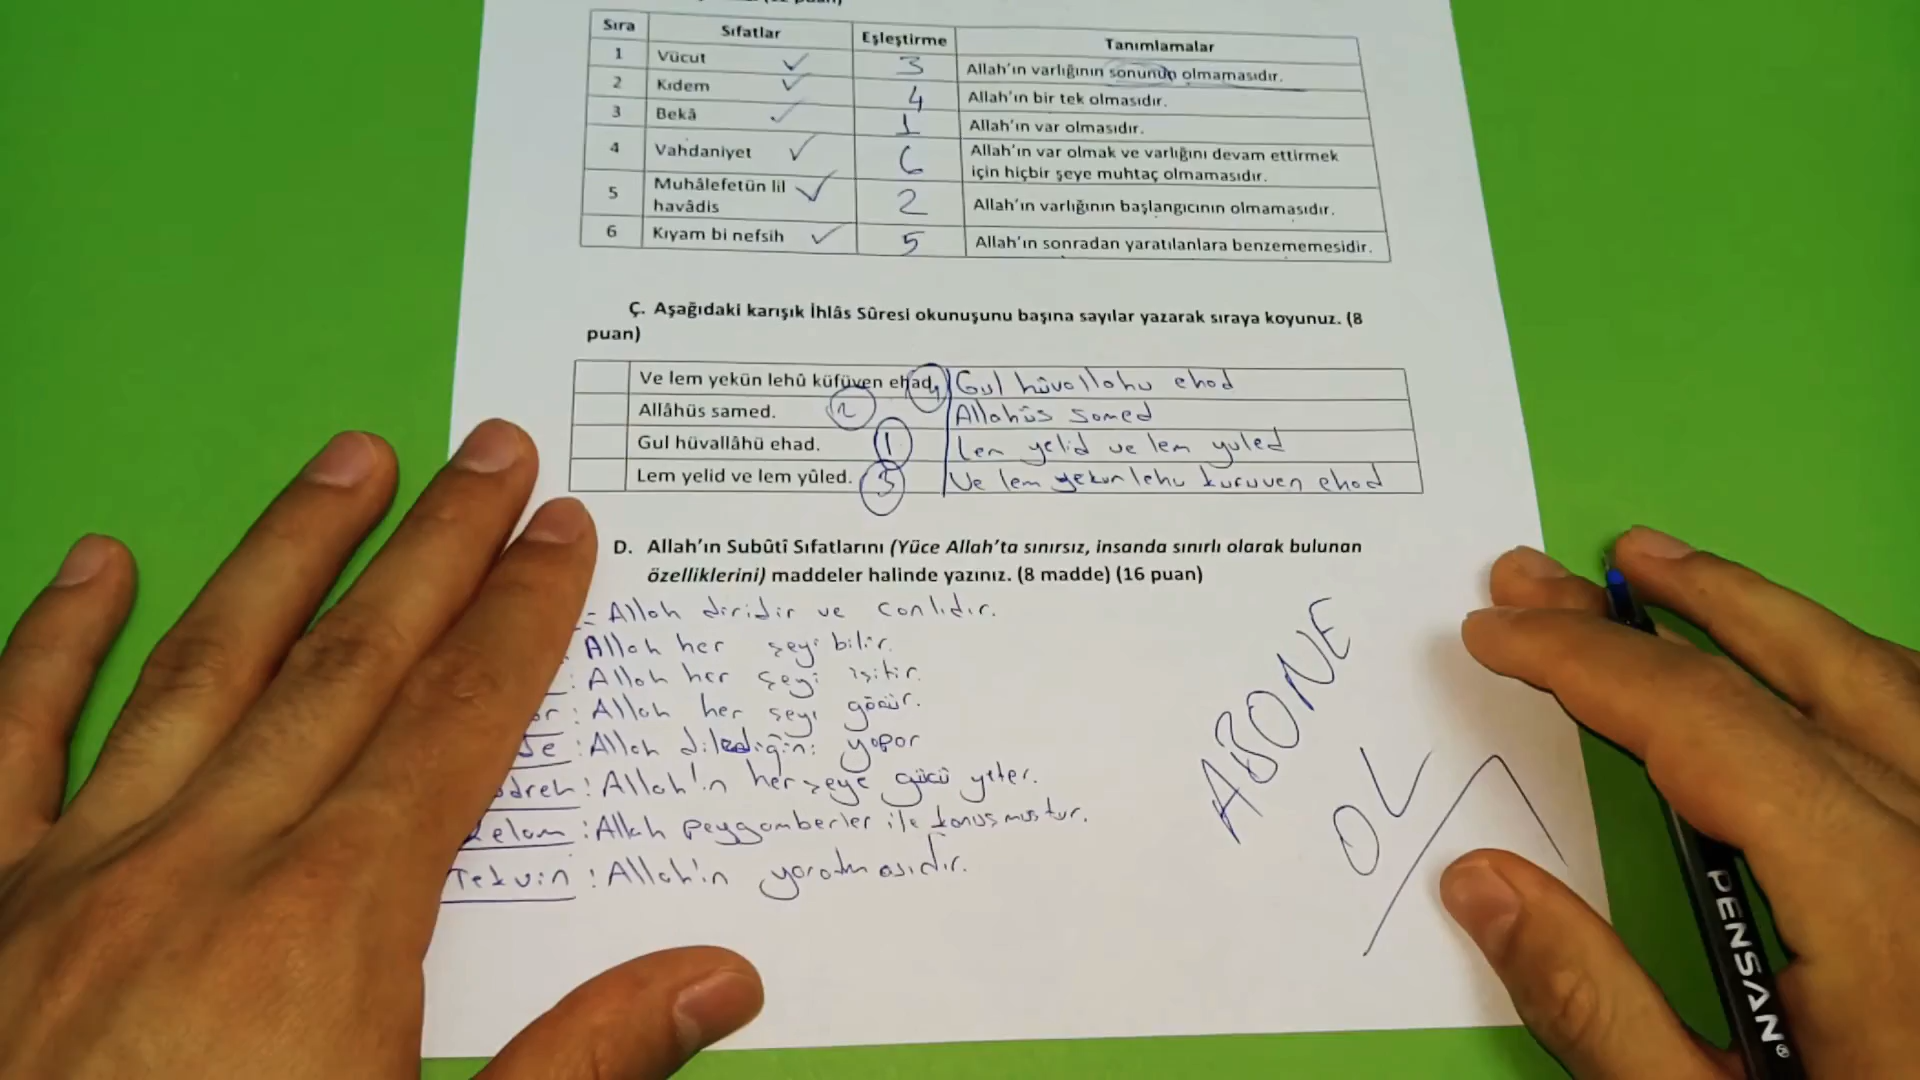 Sıra Sıfatlar Eşleştirme Tanımlamalar
1 Vücut ✓ 3 Allah'ın varlığının sonunun olmamasıdır.
2 Kıdem ✓ 4 Allah'ın bir tek olmasıdır.
3 Bekâ ✓ 1 Allah'ın var olmasıdır.
4 Vahdaniyet ✓ 6 Allah'ın var olmak ve varlığını devam ettirmek
için hiçbir şeye muhtaç olmamasıdır.
5 Muhâlefetün lil
havâdis ✓ 2 Allah'ın varlığının başlangıcının olmamasıdır.
6 Kıyam bi nefsih ✓ 5 Allah'ın sonradan yaratılanlara benzememesidir.
Ç. Aşağıdaki karışık İhlâs Sûresi okunuşunu başına sayılar yazarak sıraya koyunuz. (8
puan)
Ve lem yekün lehû küfüven ehad. 4 Gul hüvallahu ehad
Allâhüs samed. 2 Allahüs samed
Gul hüvallâhü ehad. 1 Lem yelid ve lem yuled
Lem yelid ve lem yûled. 3 Ve lem yekun lehu kufuven ehad
D. Allah'ın Subûtî Sıfatlarını (Yüce Allah'ta sınırsız, insanda sınırlı olarak bulunan
özelliklerini) maddeler halinde yazınız. (8 madde) (16 puan)
: Allah diridir ve canlıdır.
: Allah her şeyi bilir.
: Allah her şeyi işitir.
: Allah her şeyi görür.
: Allah dilediğini yapar
: Allah'ın her şeye gücü yeter.
Kelam : Allah peygamberler ile konuşmuştur.
Tekvin : Allah'ın yaratmasıdır.
ABONE
OL
PENSAN®